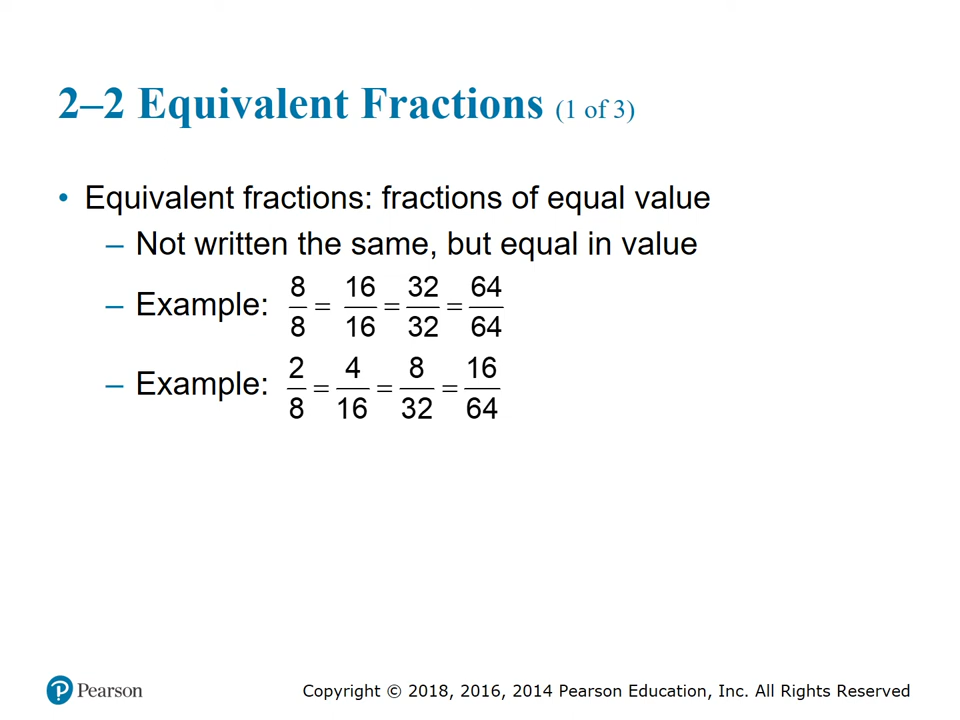 2–2 Equivalent Fractions (1 of 3)
• Equivalent fractions: fractions of equal value
– Not written the same, but equal in value
– Example: 8/8 = 16/16 = 32/32 = 64/64
– Example: 2/8 = 4/16 = 8/32 = 16/64
P Pearson
Copyright © 2018, 2016, 2014 Pearson Education, Inc. All Rights Reserved